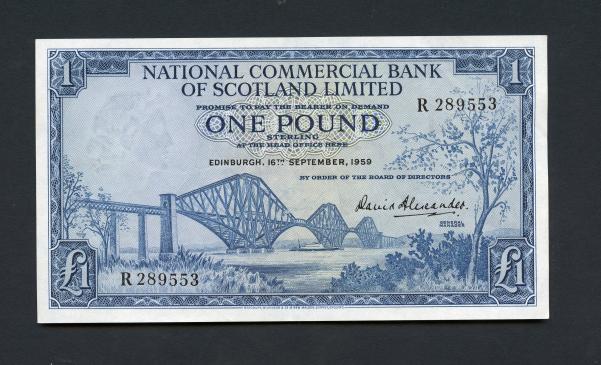 1
1
NATIONAL COMMERCIAL BANK
OF SCOTLAND LIMITED
PROMISE TO PAY THE BEARER ON DEMAND
R 289553
ONE POUND
STERLING
AT THE HEAD OFFICE HERE
EDINBURGH, 16TH SEPTEMBER, 1959
BY ORDER OF THE BOARD OF DIRECTORS
David Alexander.
GENERAL
MANAGER
R 289553
£1
£1